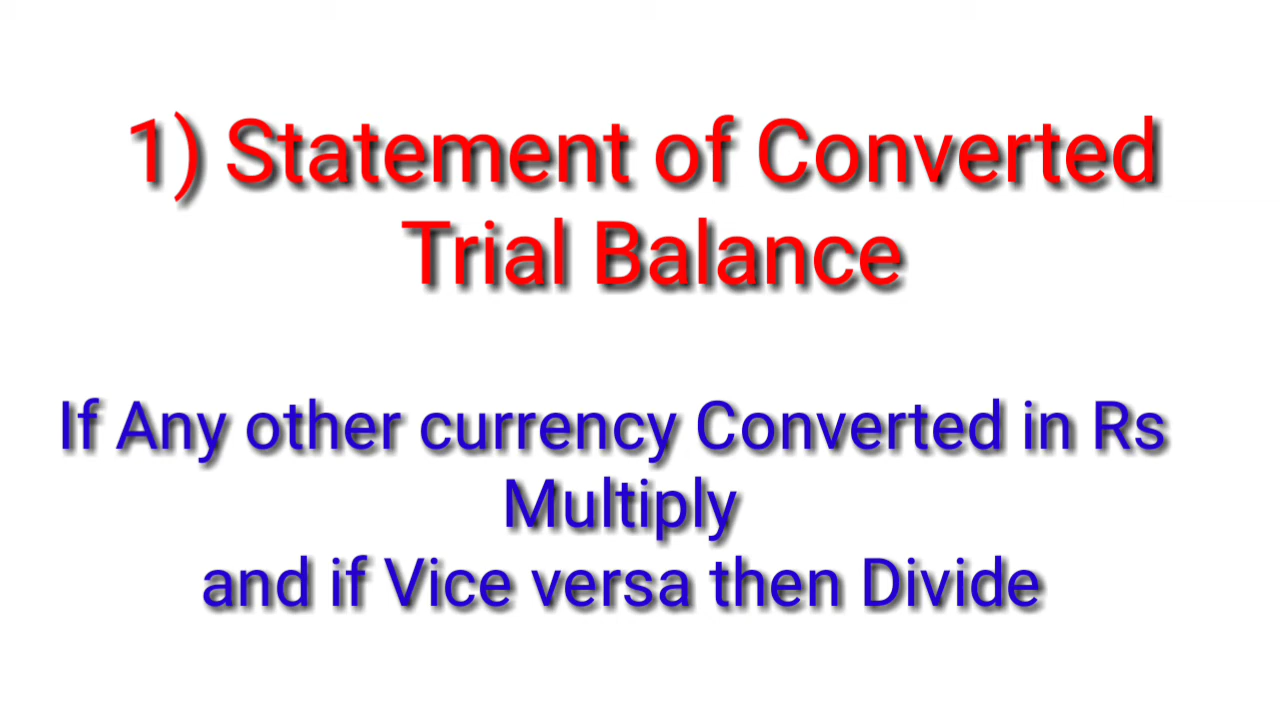 1) Statement of Converted
Trial Balance
If Any other currency Converted in Rs
Multiply
and if Vice versa then Divide